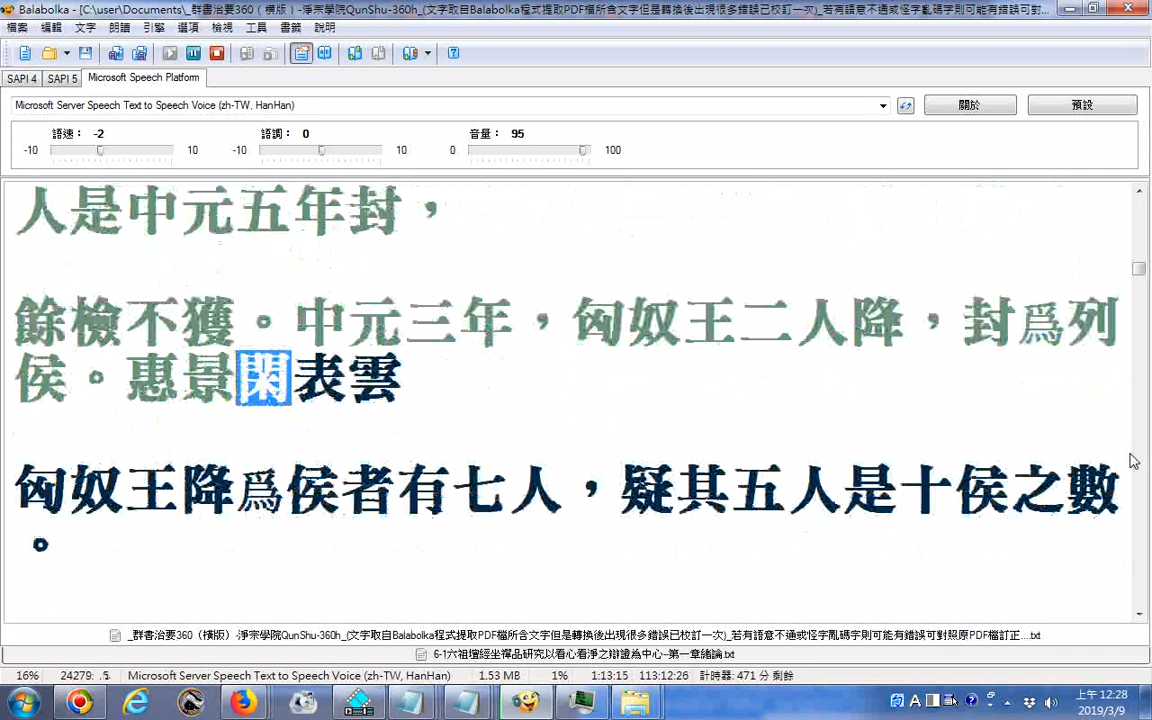 Balabolka - [C:\user\Documents\_群書治要360（橫版）-淨宗學院QunShu-360h_(文字取自Balabolka程式提取PDF檔所含文字但是轉換後出現很多錯誤已校訂一次)_若有語意不通或怪字亂碼字則可能有錯誤可對...
檔案 編輯 文字 朗讀 引擎 選項 檢視 工具 書籤 說明
SAPI 4 SAPI 5 Microsoft Speech Platform
Microsoft Server Speech Text to Speech Voice (zh-TW, HanHan) 關於 預設
語速： -2 語調： 0 音量： 95
-10 10 -10 10 0 100
人是中元五年封，
餘檢不獲。中元三年，匈奴王二人降，封爲列
侯。惠景閑表雲
匈奴王降爲侯者有七人，疑其五人是十侯之數
。
_群書治要360（橫版）-淨宗學院QunShu-360h_(文字取自Balabolka程式提取PDF檔所含文字但是轉換後出現很多錯誤已校訂一次)_若有語意不通或怪字亂碼字則可能有錯誤可對照原PDF檔訂正....txt
6-1六祖壇經坐禪品研究以看心看淨之辯證為中心--第一章緒論.txt
16% 24279: .5. Microsoft Server Speech Text to Speech Voice (zh-TW, HanHan) 1.53 MB 1% 1:13:15 113:12:26 計時器: 471 分 剩餘
上午 12:28
2019/3/9